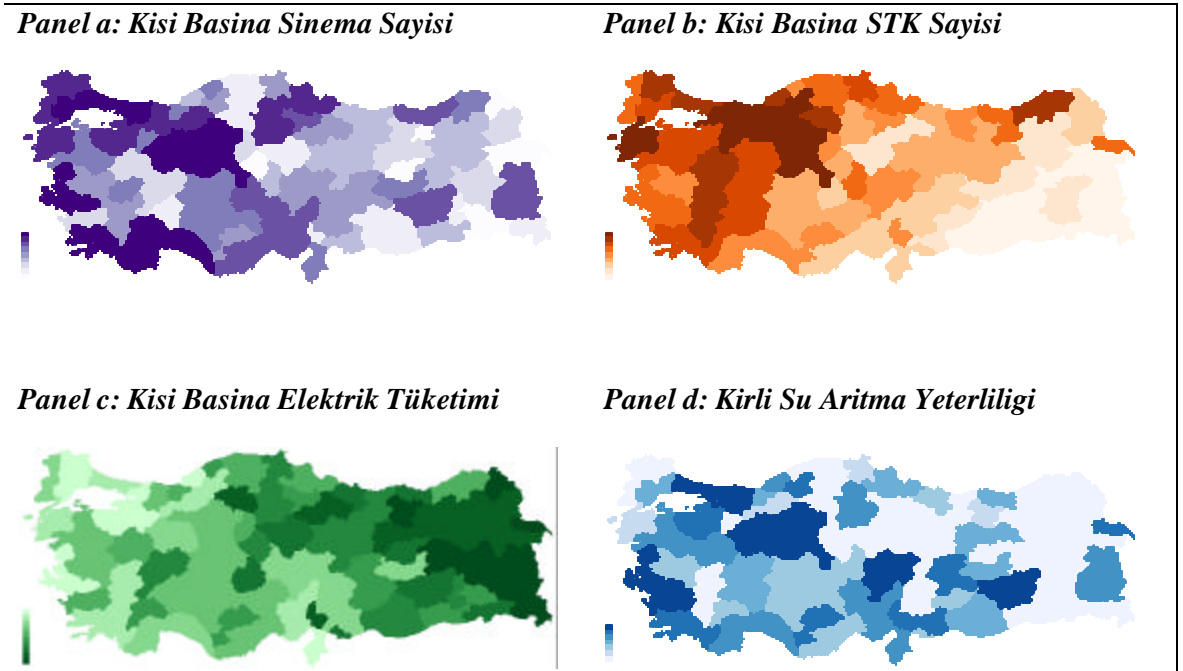 Panel a: Kisi Basina Sinema Sayisi
Panel b: Kisi Basina STK Sayisi
Panel c: Kisi Basina Elektrik Tüketimi
Panel d: Kirli Su Aritma Yeterliligi